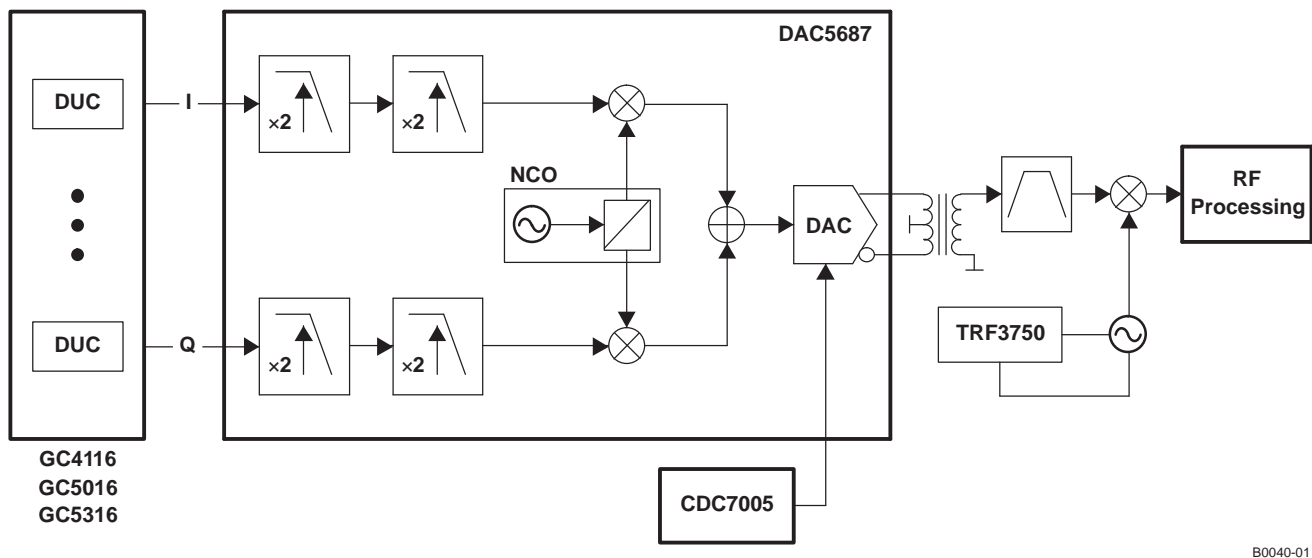 DAC5687
DUC
I
×2
×2
NCO
DAC
RF
Processing
DUC
Q
×2
×2
TRF3750
GC4116
GC5016
GC5316
CDC7005
B0040-01